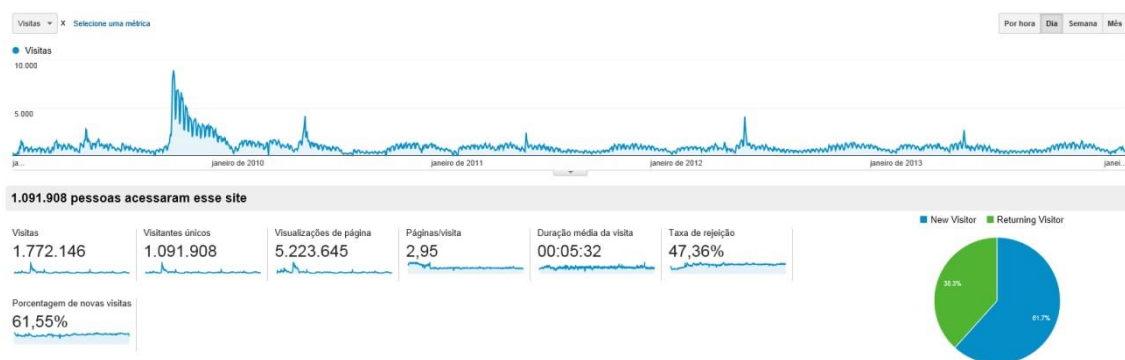 Visitas x Selecione uma métrica Por hora Dia Semana Mês
Visitas
10.000
5.000
ja... janeiro de 2010 janeiro de 2011 janeiro de 2012 janeiro de 2013 janei...
1.091.908 pessoas acessaram esse site
New Visitor Returning Visitor
Visitas Visitantes únicos Visualizações de página Páginas/visita Duração média da visita Taxa de rejeição
1.772.146 1.091.908 5.223.645 2,95 00:05:32 47,36%
38.3%
61.7%
Porcentagem de novas visitas
61,55%